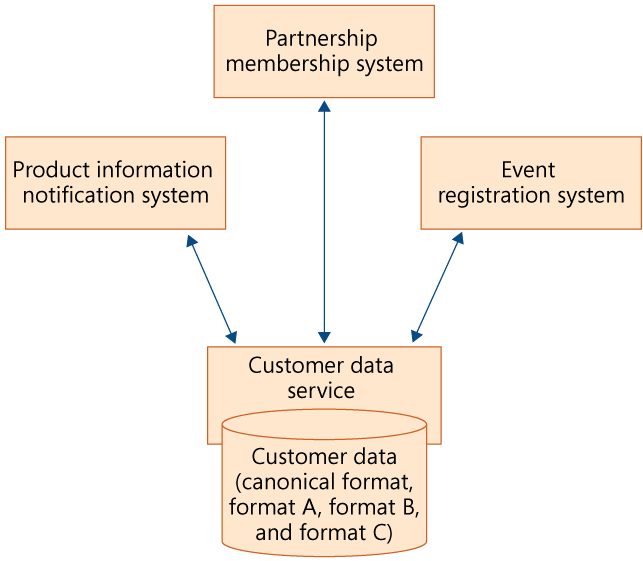 Partnership
membership system
Product information
notification system
Event
registration system
Customer data
service
Customer data
(canonical format,
format A, format B,
and format C)